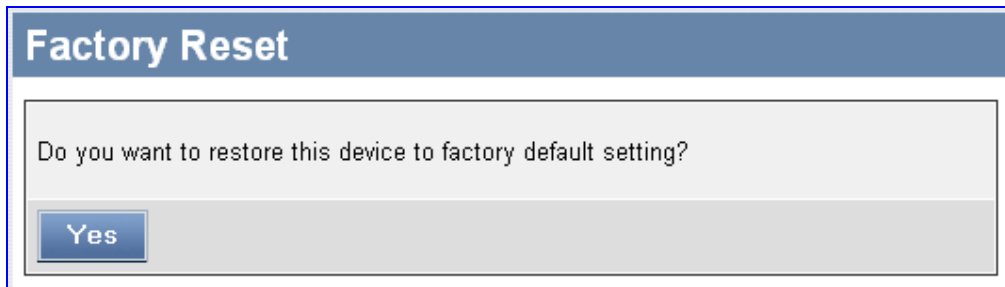 Factory Reset
Do you want to restore this device to factory default setting?
Yes